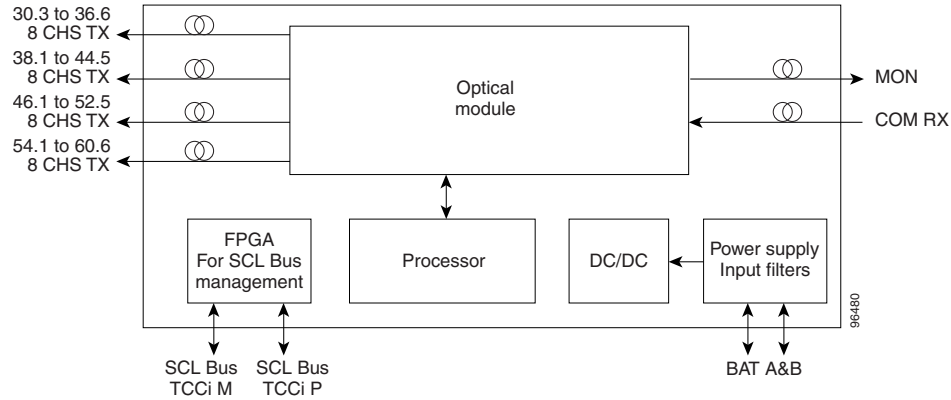 30.3 to 36.6
8 CHS TX
38.1 to 44.5
8 CHS TX
46.1 to 52.5
8 CHS TX
54.1 to 60.6
8 CHS TX
Optical
module
MON
COM RX
FPGA
For SCL Bus
management
Processor
DC/DC
Power supply
Input filters
96480
SCL Bus
TCCi M
SCL Bus
TCCi P
BAT A&B